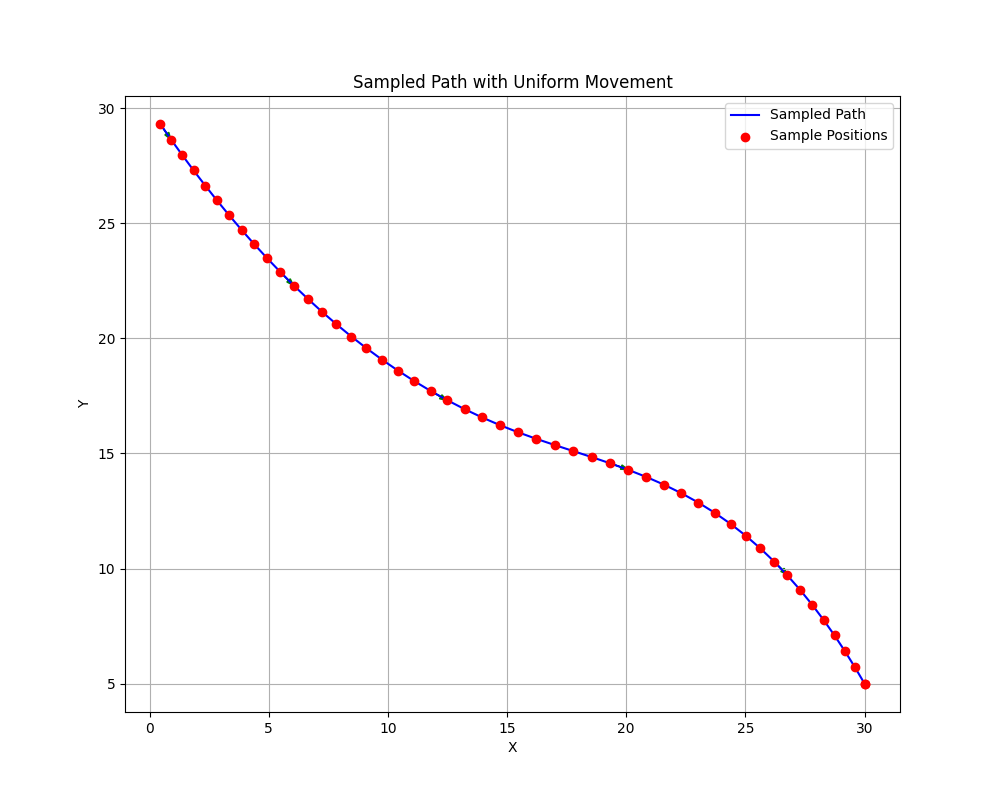 Sampled Path with Uniform Movement
Sampled Path
Sample Positions
30
25
20
15
10
5
Y
0 5 10 15 20 25 30
X